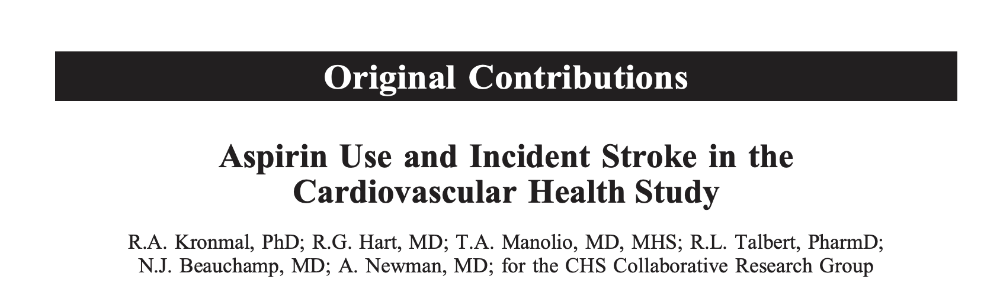 Original Contributions
Aspirin Use and Incident Stroke in the
Cardiovascular Health Study
R.A. Kronmal, PhD; R.G. Hart, MD; T.A. Manolio, MD, MHS; R.L. Talbert, PharmD;
N.J. Beauchamp, MD; A. Newman, MD; for the CHS Collaborative Research Group